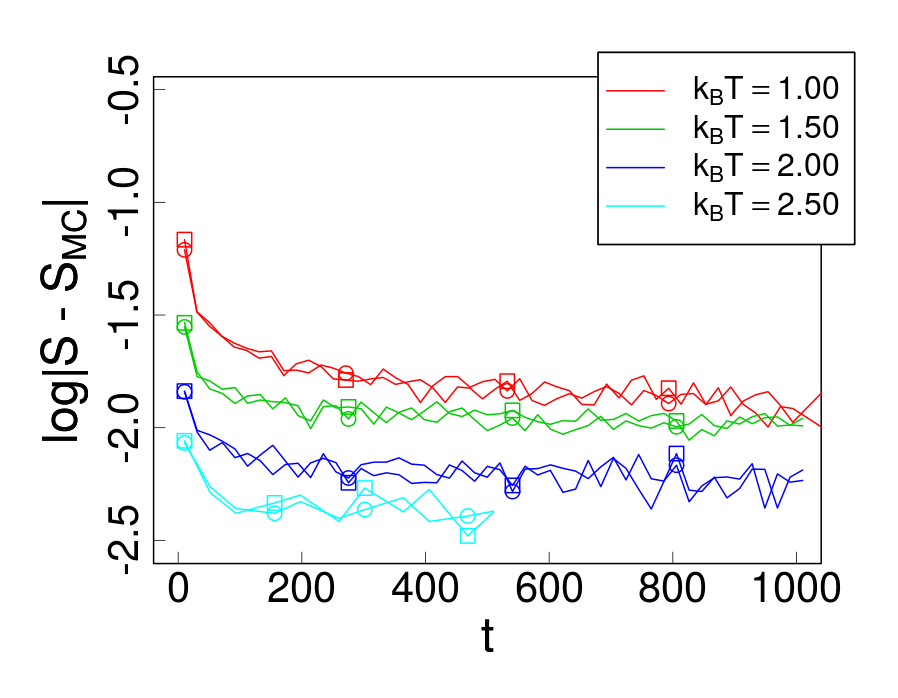 k_BT = 1.00
k_BT = 1.50
k_BT = 2.00
k_BT = 2.50
log|S - S_MC|
-0.5
-1.0
-1.5
-2.0
-2.5
0 200 400 600 800 1000
t